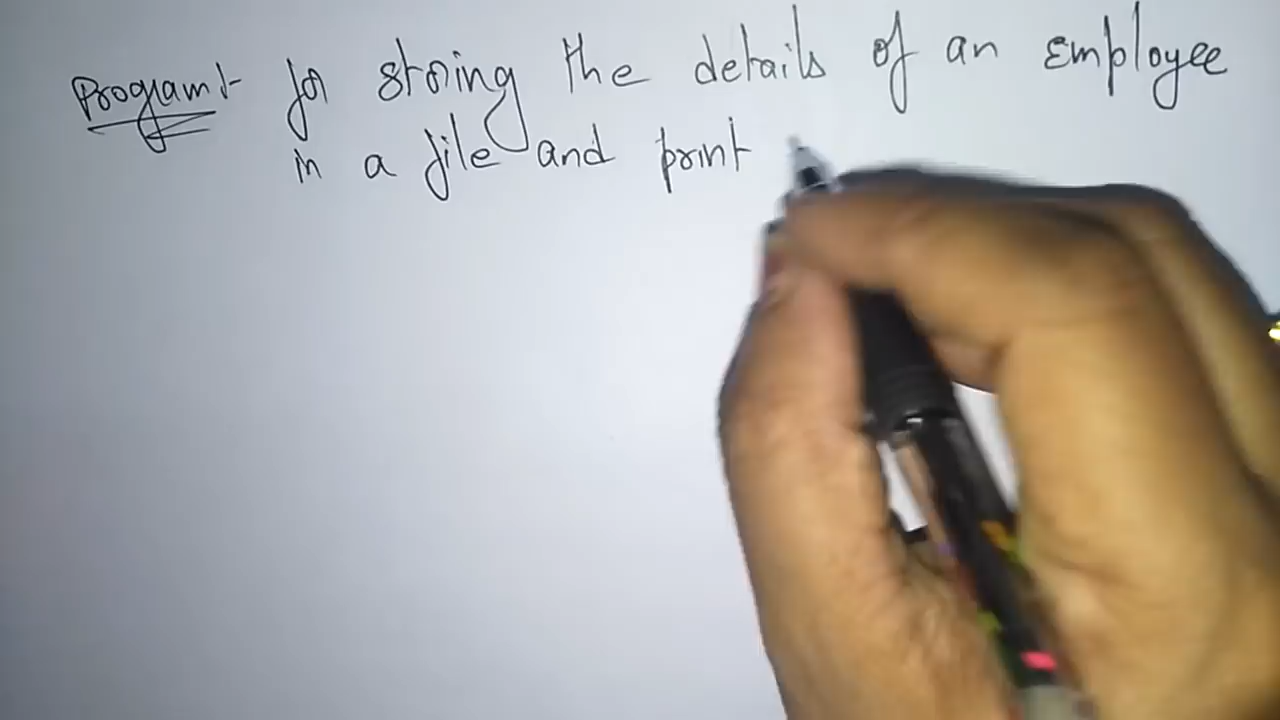 Program:- for storing the details of an Employee
in a file and print